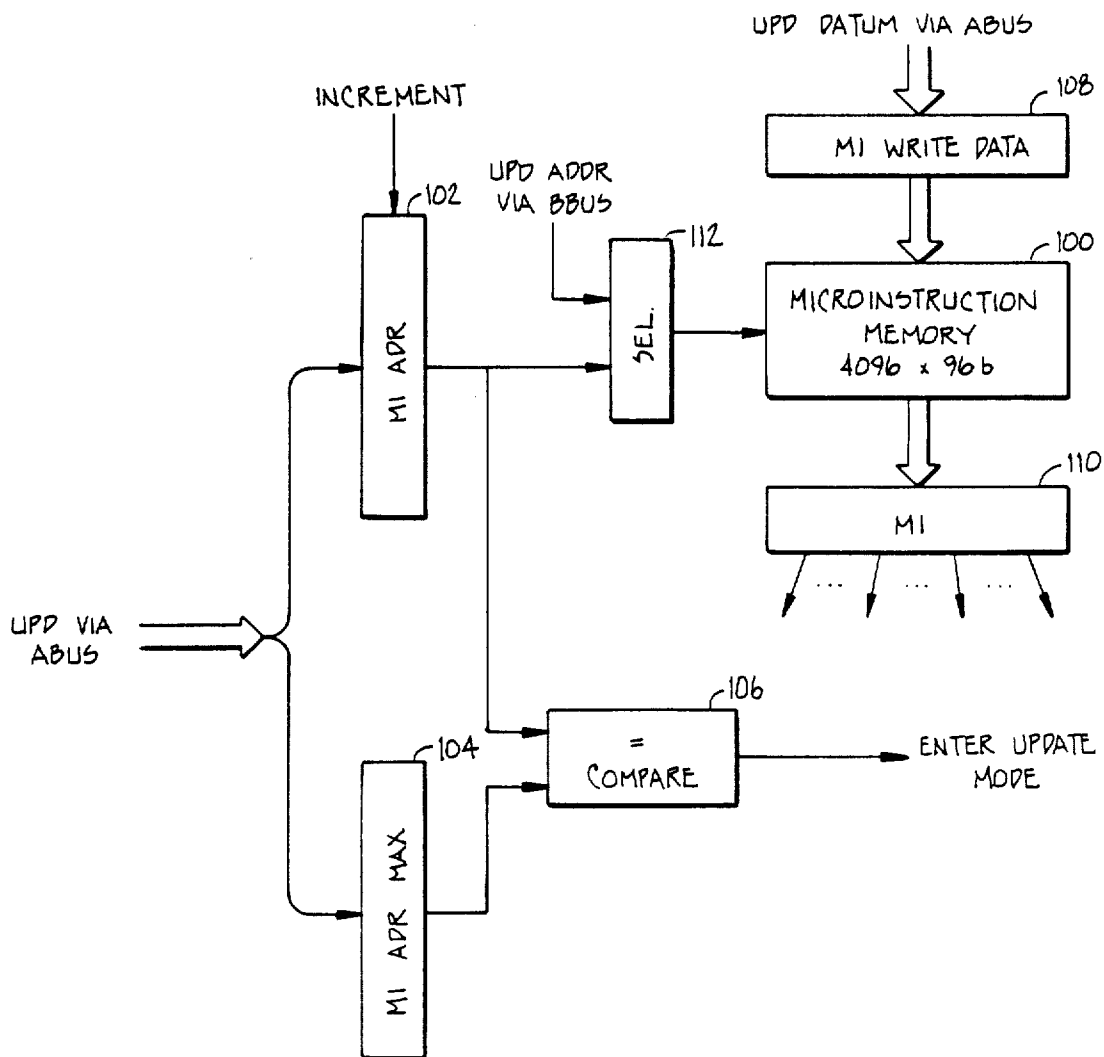 UPD DATUM VIA ABUS
108
MI WRITE DATA
INCREMENT
102
MI ADR
UPD ADDR
VIA BBUS
112
SEL.
100
MICROINSTRUCTION
MEMORY
4096 x 96b
110
MI
... ... ...
UPD VIA
ABUS
104
MI ADR MAX
106
=
COMPARE
ENTER UPDATE
MODE